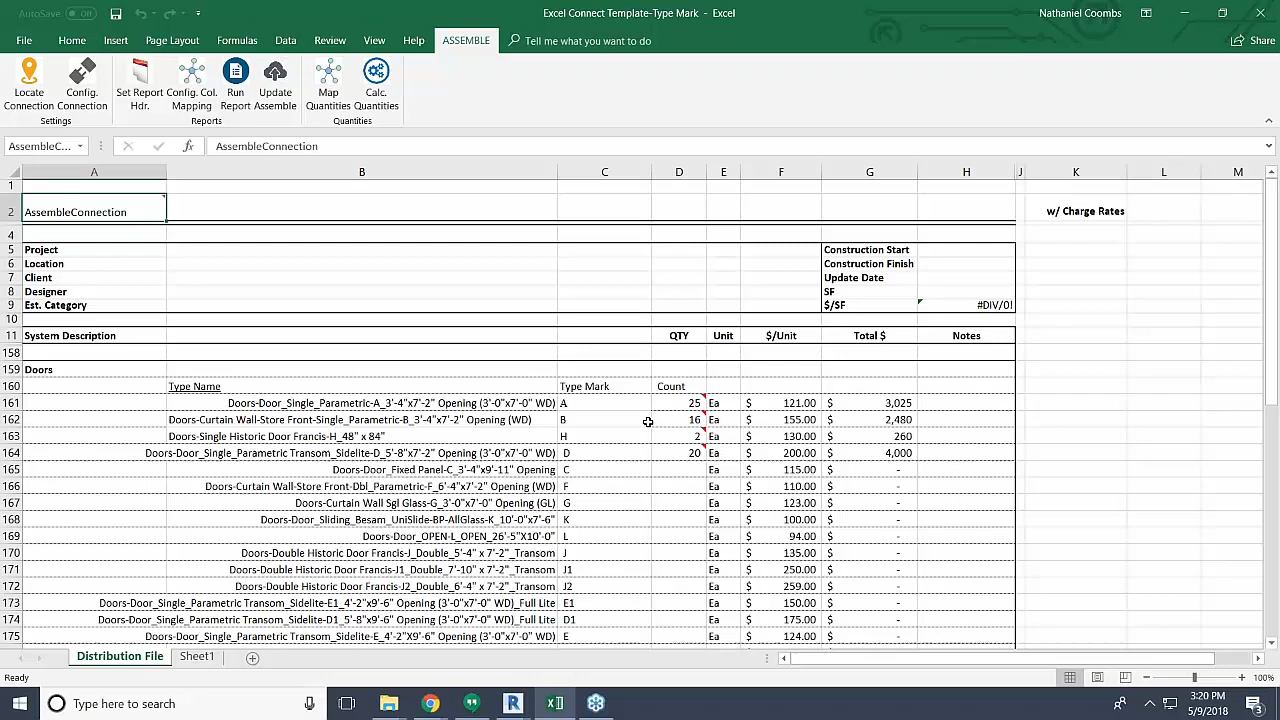 AutoSave Off
Excel Connect Template-Type Mark - Excel
Nathaniel Coombs
File Home Insert Page Layout Formulas Data Review View Help ASSEMBLE Tell me what you want to do Share
Locate Connection
Config. Connection
Set Report Hdr.
Config. Col. Mapping
Run Report
Update Assemble
Map Quantities
Calc. Quantities
Settings Reports Quantities
AssembleC... fx AssembleConnection
A B C D E F G H J K L M
1
2 AssembleConnection w/ Charge Rates
4
5 Project Construction Start
6 Location Construction Finish
7 Client Update Date
8 Designer SF
9 Est. Category $/SF #DIV/0!
10
11 System Description QTY Unit $/Unit Total $ Notes
158
159 Doors
160 Type Name Type Mark Count
161 Doors-Door_Single_Parametric-A_3'-4"x7'-2" Opening (3'-0"x7'-0" WD) A 25 Ea $ 121.00 $ 3,025
162 Doors-Curtain Wall-Store Front-Single_Parametric-B_3'-4"x7'-2" Opening (WD) B 16 Ea $ 155.00 $ 2,480
163 Doors-Single Historic Door Francis-H_48" x 84" H 2 Ea $ 130.00 $ 260
164 Doors-Door_Single_Parametric Transom_Sidelite-D_5'-8"x7'-2" Opening (3'-0"x7'-0" WD) D 20 Ea $ 200.00 $ 4,000
165 Doors-Door_Fixed Panel-C_3'-4"x9'-11" Opening C Ea $ 115.00 $ -
166 Doors-Curtain Wall-Store Front-Dbl_Parametric-F_6'-4"x7'-2" Opening (WD) F Ea $ 110.00 $ -
167 Doors-Curtain Wall Sgl Glass-G_3'-0"x7'-0" Opening (GL) G Ea $ 123.00 $ -
168 Doors-Door_Sliding_Besam_UniSlide-BP-AllGlass-K_10'-0"x7'-6" K Ea $ 100.00 $ -
169 Doors-Door_OPEN-L_OPEN_26'-5"X10'-0" L Ea $ 94.00 $ -
170 Doors-Double Historic Door Francis-J_Double_5'-4" x 7'-2"_Transom J Ea $ 135.00 $ -
171 Doors-Double Historic Door Francis-J1_Double_7'-10" x 7'-2"_Transom J1 Ea $ 250.00 $ -
172 Doors-Double Historic Door Francis-J2_Double_6'-4" x 7'-2"_Transom J2 Ea $ 259.00 $ -
173 Doors-Door_Single_Parametric Transom_Sidelite-E1_4'-2"x9'-6" Opening (3'-0"x7'-0" WD)_Full Lite E1 Ea $ 150.00 $ -
174 Doors-Door_Single_Parametric Transom_Sidelite-D1_5'-8"x9'-6" Opening (3'-0"x7'-0" WD)_Full Lite D1 Ea $ 175.00 $ -
175 Doors-Door_Single_Parametric Transom_Sidelite-E_4'-2"X9'-6" Opening (3'-0"x7'-0" WD) E Ea $ 124.00 $ -
Distribution File Sheet1
Ready 100%
Type here to search
3:20 PM
5/9/2018
3